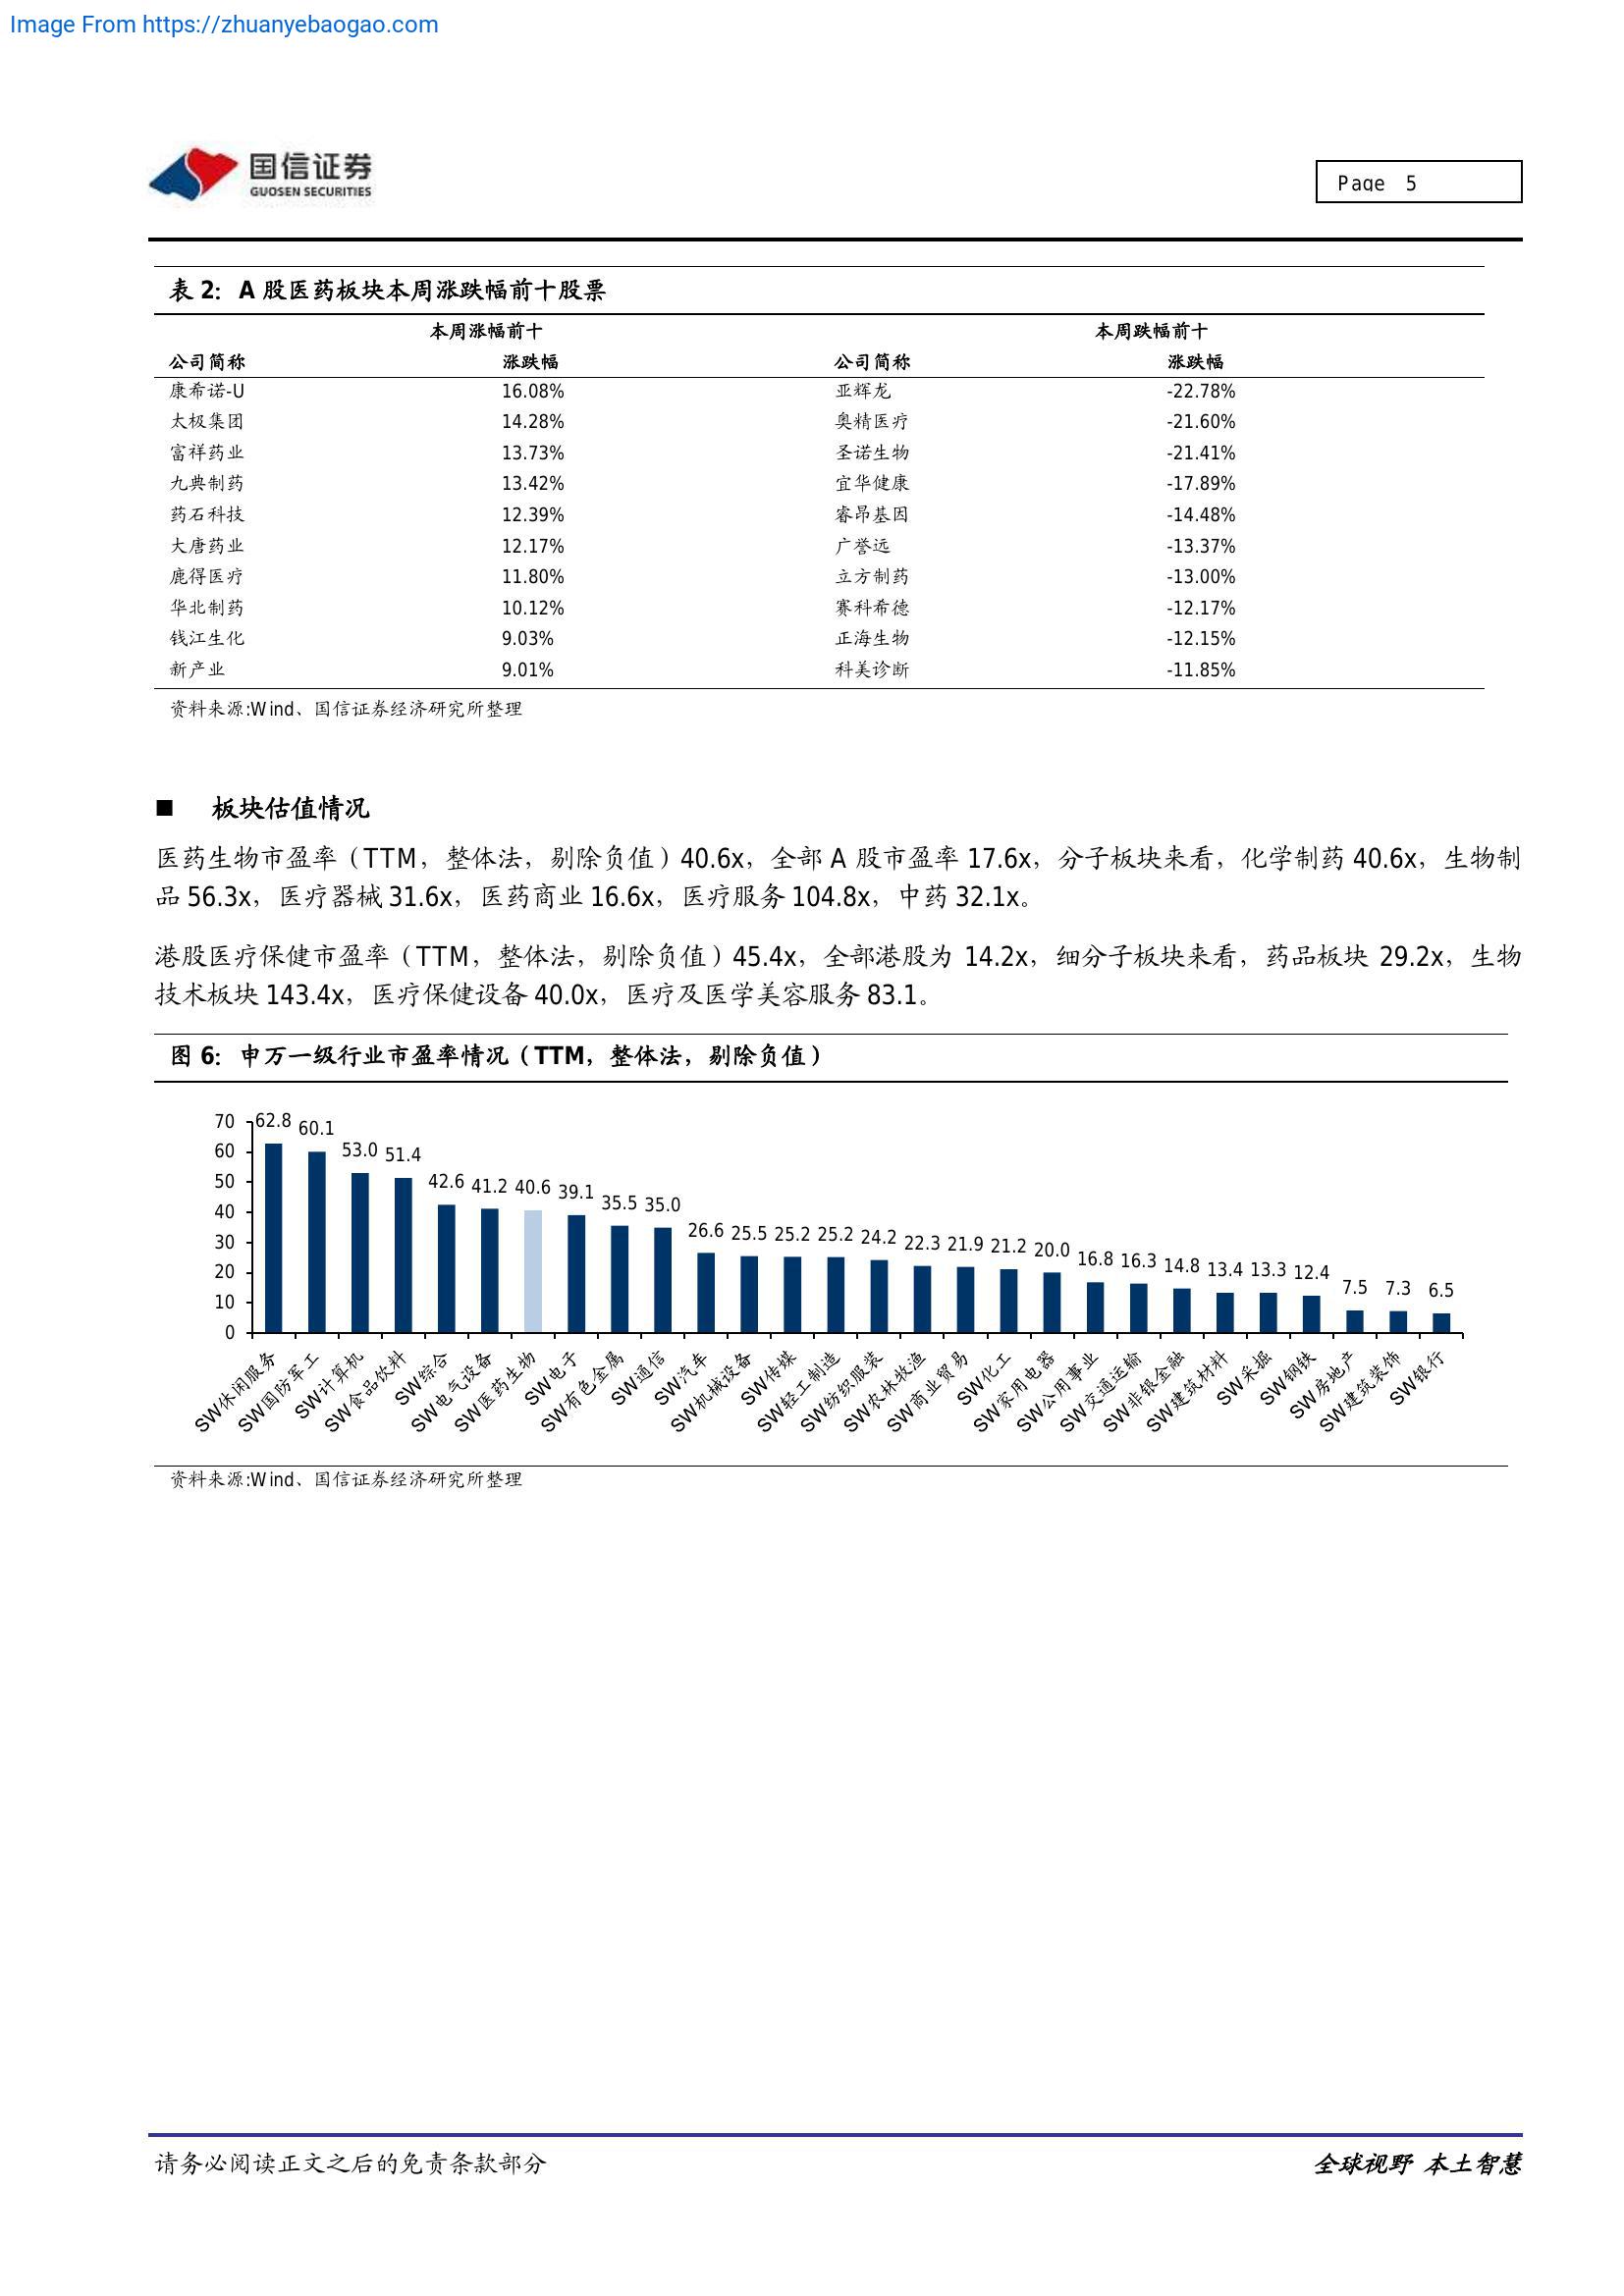 Image From https://zhuanyebaogao.com
国信证券
GUOSEN SECURITIES
Page 5
表 2：A 股医药板块本周涨跌幅前十股票
本周涨幅前十 本周跌幅前十
公司简称 涨跌幅 公司简称 涨跌幅
康希诺-U 16.08% 亚辉龙 -22.78%
太极集团 14.28% 奥精医疗 -21.60%
富祥药业 13.73% 圣诺生物 -21.41%
九典制药 13.42% 宜华健康 -17.89%
药石科技 12.39% 睿昂基因 -14.48%
大唐药业 12.17% 广誉远 -13.37%
鹿得医疗 11.80% 立方制药 -13.00%
华北制药 10.12% 赛科希德 -12.17%
钱江生化 9.03% 正海生物 -12.15%
新产业 9.01% 科美诊断 -11.85%
资料来源:Wind、国信证券经济研究所整理
■ 板块估值情况
医药生物市盈率（TTM，整体法，剔除负值）40.6x，全部 A 股市盈率 17.6x，分子板块来看，化学制药 40.6x，生物制
品 56.3x，医疗器械 31.6x，医药商业 16.6x，医疗服务 104.8x，中药 32.1x。
港股医疗保健市盈率（TTM，整体法，剔除负值）45.4x，全部港股为 14.2x，细分子板块来看，药品板块 29.2x，生物
技术板块 143.4x，医疗保健设备 40.0x，医疗及医学美容服务 83.1。
图 6：申万一级行业市盈率情况（TTM，整体法，剔除负值）
70
60
50
40
30
20
10
0
62.8 60.1 53.0 51.4 42.6 41.2 40.6 39.1 35.5 35.0 26.6 25.5 25.2 25.2 24.2 22.3 21.9 21.2 20.0 16.8 16.3 14.8 13.4 13.3 12.4 7.5 7.3 6.5
SW休闲服务 SW国防军工 SW计算机 SW食品饮料 SW综合 SW电气设备 SW医药生物 SW电子 SW有色金属 SW通信 SW汽车 SW机械设备 SW传媒 SW轻工制造 SW纺织服装 SW农林牧渔 SW商业贸易 SW化工 SW家用电器 SW公用事业 SW交通运输 SW非银金融 SW建筑材料 SW采掘 SW钢铁 SW房地产 SW建筑装饰 SW银行
资料来源:Wind、国信证券经济研究所整理
请务必阅读正文之后的免责条款部分 全球视野 本土智慧